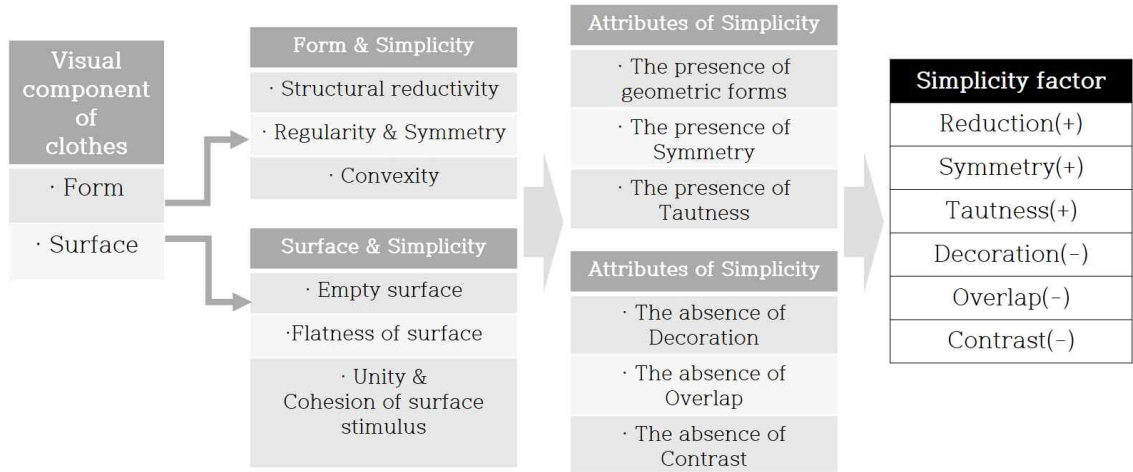 Visual
component
of
clothes
· Form
· Surface
Form & Simplicity
· Structural reductivity
· Regularity & Symmetry
· Convexity
Surface & Simplicity
· Empty surface
·Flatness of surface
· Unity &
Cohesion of surface
stimulus
Attributes of Simplicity
· The presence of
geometric forms
· The presence of
Symmetry
· The presence of
Tautness
Attributes of Simplicity
· The absence of
Decoration
· The absence of
Overlap
· The absence of
Contrast
Simplicity factor
Reduction(+)
Symmetry(+)
Tautness(+)
Decoration(-)
Overlap(-)
Contrast(-)